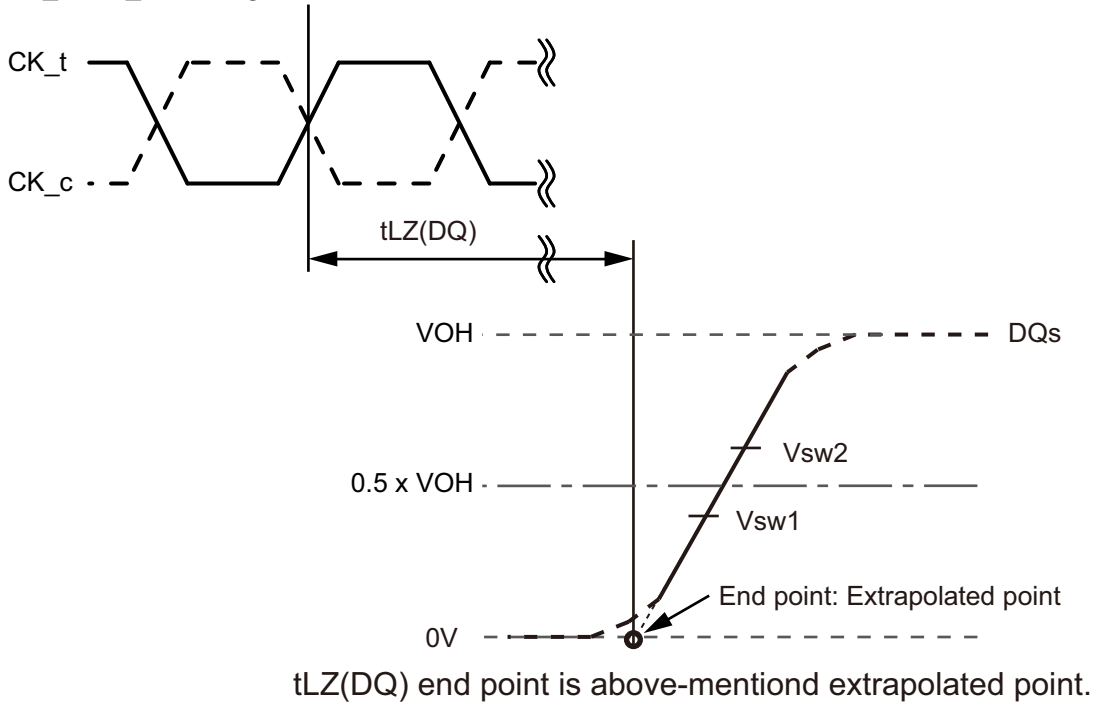 CK_t
CK_c
tLZ(DQ)
VOH
DQs
Vsw2
0.5 x VOH
Vsw1
End point: Extrapolated point
0V
tLZ(DQ) end point is above-mentiond extrapolated point.